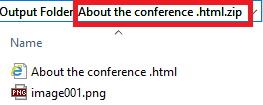 Output Folder About the conference .html.zip
Name
About the conference .html
image001.png